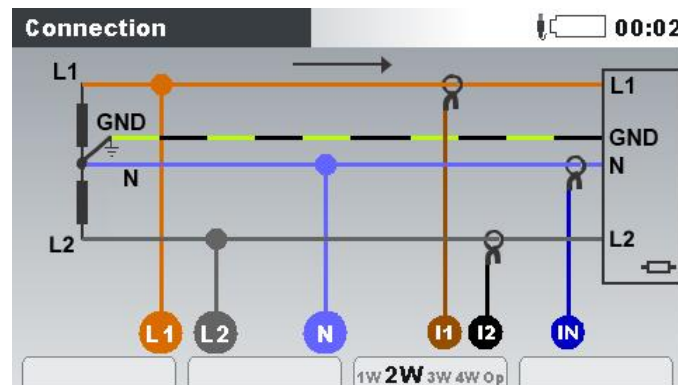 Connection 00:02
L1
L1
GND
GND
N
N
L2
L2
L1 L2 N I1 I2 IN
1W 2W 3W 4W Op